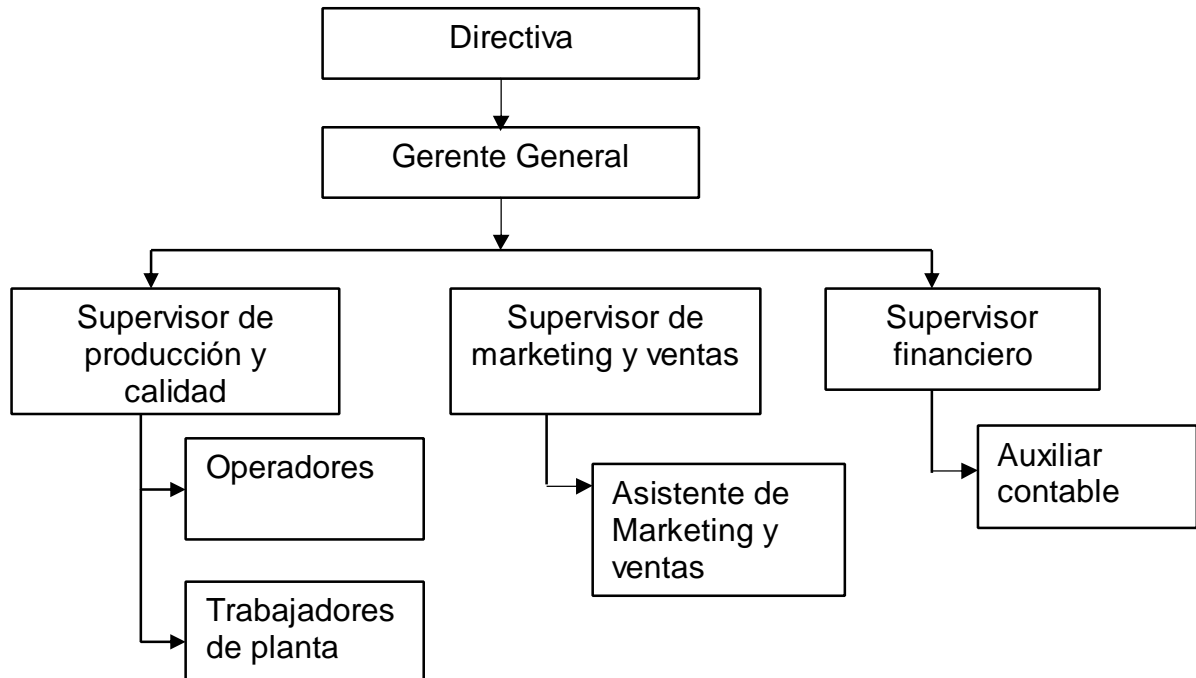 Directiva
Gerente General
Supervisor de
producción y
calidad
Supervisor de
marketing y ventas
Supervisor
financiero
Operadores
Trabajadores
de planta
Asistente de
Marketing y
ventas
Auxiliar
contable